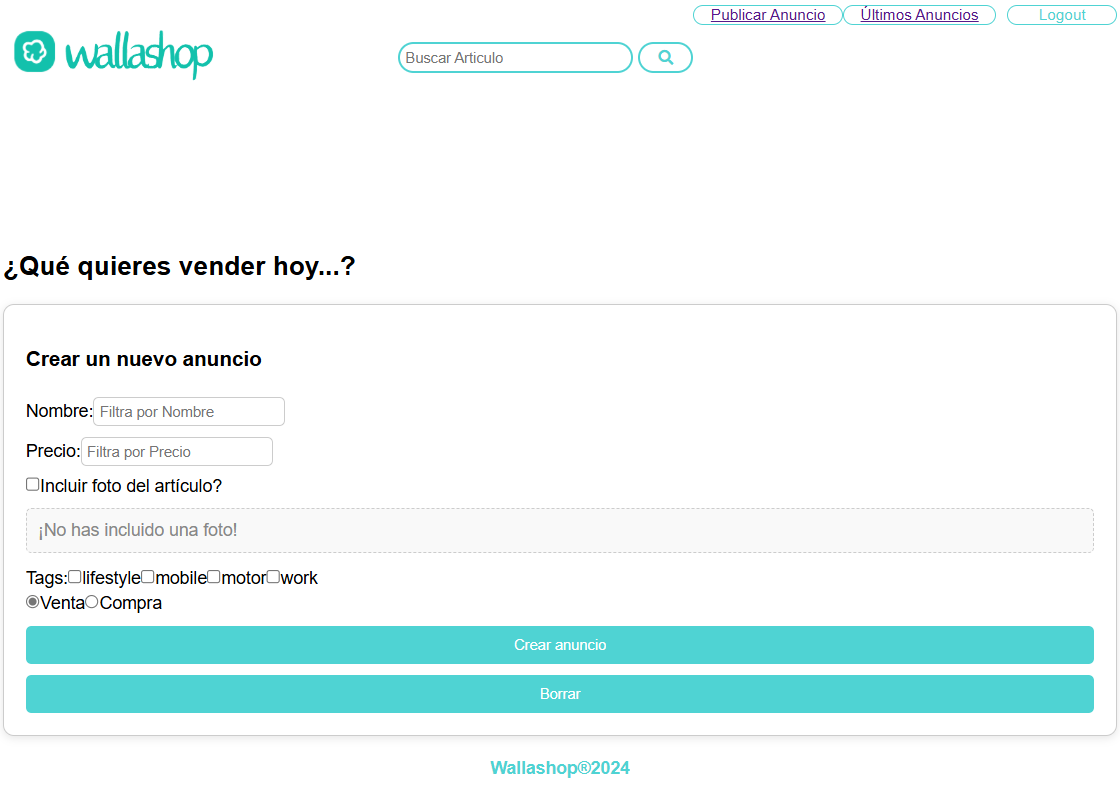 Publicar Anuncio Últimos Anuncios Logout
wallashop Buscar Articulo
¿Qué quieres vender hoy...?
Crear un nuevo anuncio
Nombre: Filtra por Nombre
Precio: Filtra por Precio
Incluir foto del artículo?
¡No has incluido una foto!
Tags: lifestyle mobile motor work
Venta Compra
Crear anuncio
Borrar
Wallashop®2024